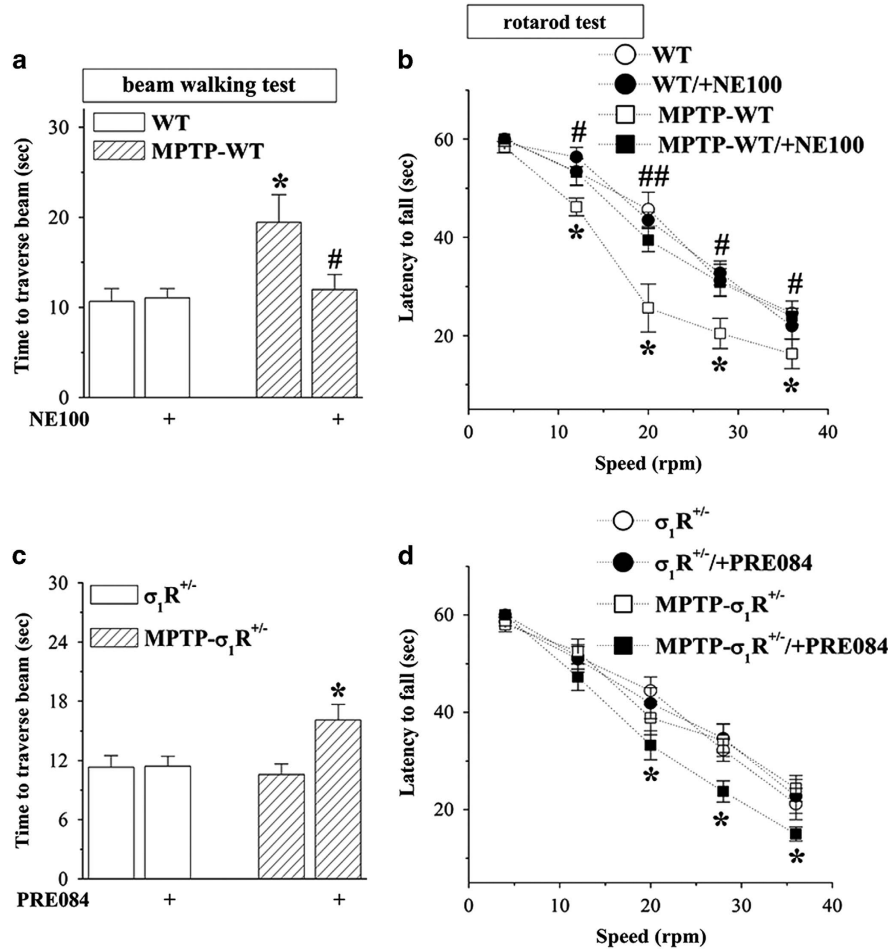 a
beam walking test
WT
MPTP-WT
Time to traverse beam (sec)
30
20
10
0
*
#
NE100 + +
b
rotarod test
WT
WT/+NE100
MPTP-WT
MPTP-WT/+NE100
Latency to fall (sec)
60
40
20
# ## # #
* * * *
0 10 20 30 40
Speed (rpm)
c
σ1R+/-
MPTP-σ1R+/-
Time to traverse beam (sec)
30
24
18
12
6
0
*
PRE084 + +
d
σ1R+/-
σ1R+/-/+PRE084
MPTP-σ1R+/-
MPTP-σ1R+/-/+PRE084
Latency to fall (sec)
60
40
20
* * *
0 10 20 30 40
Speed (rpm)